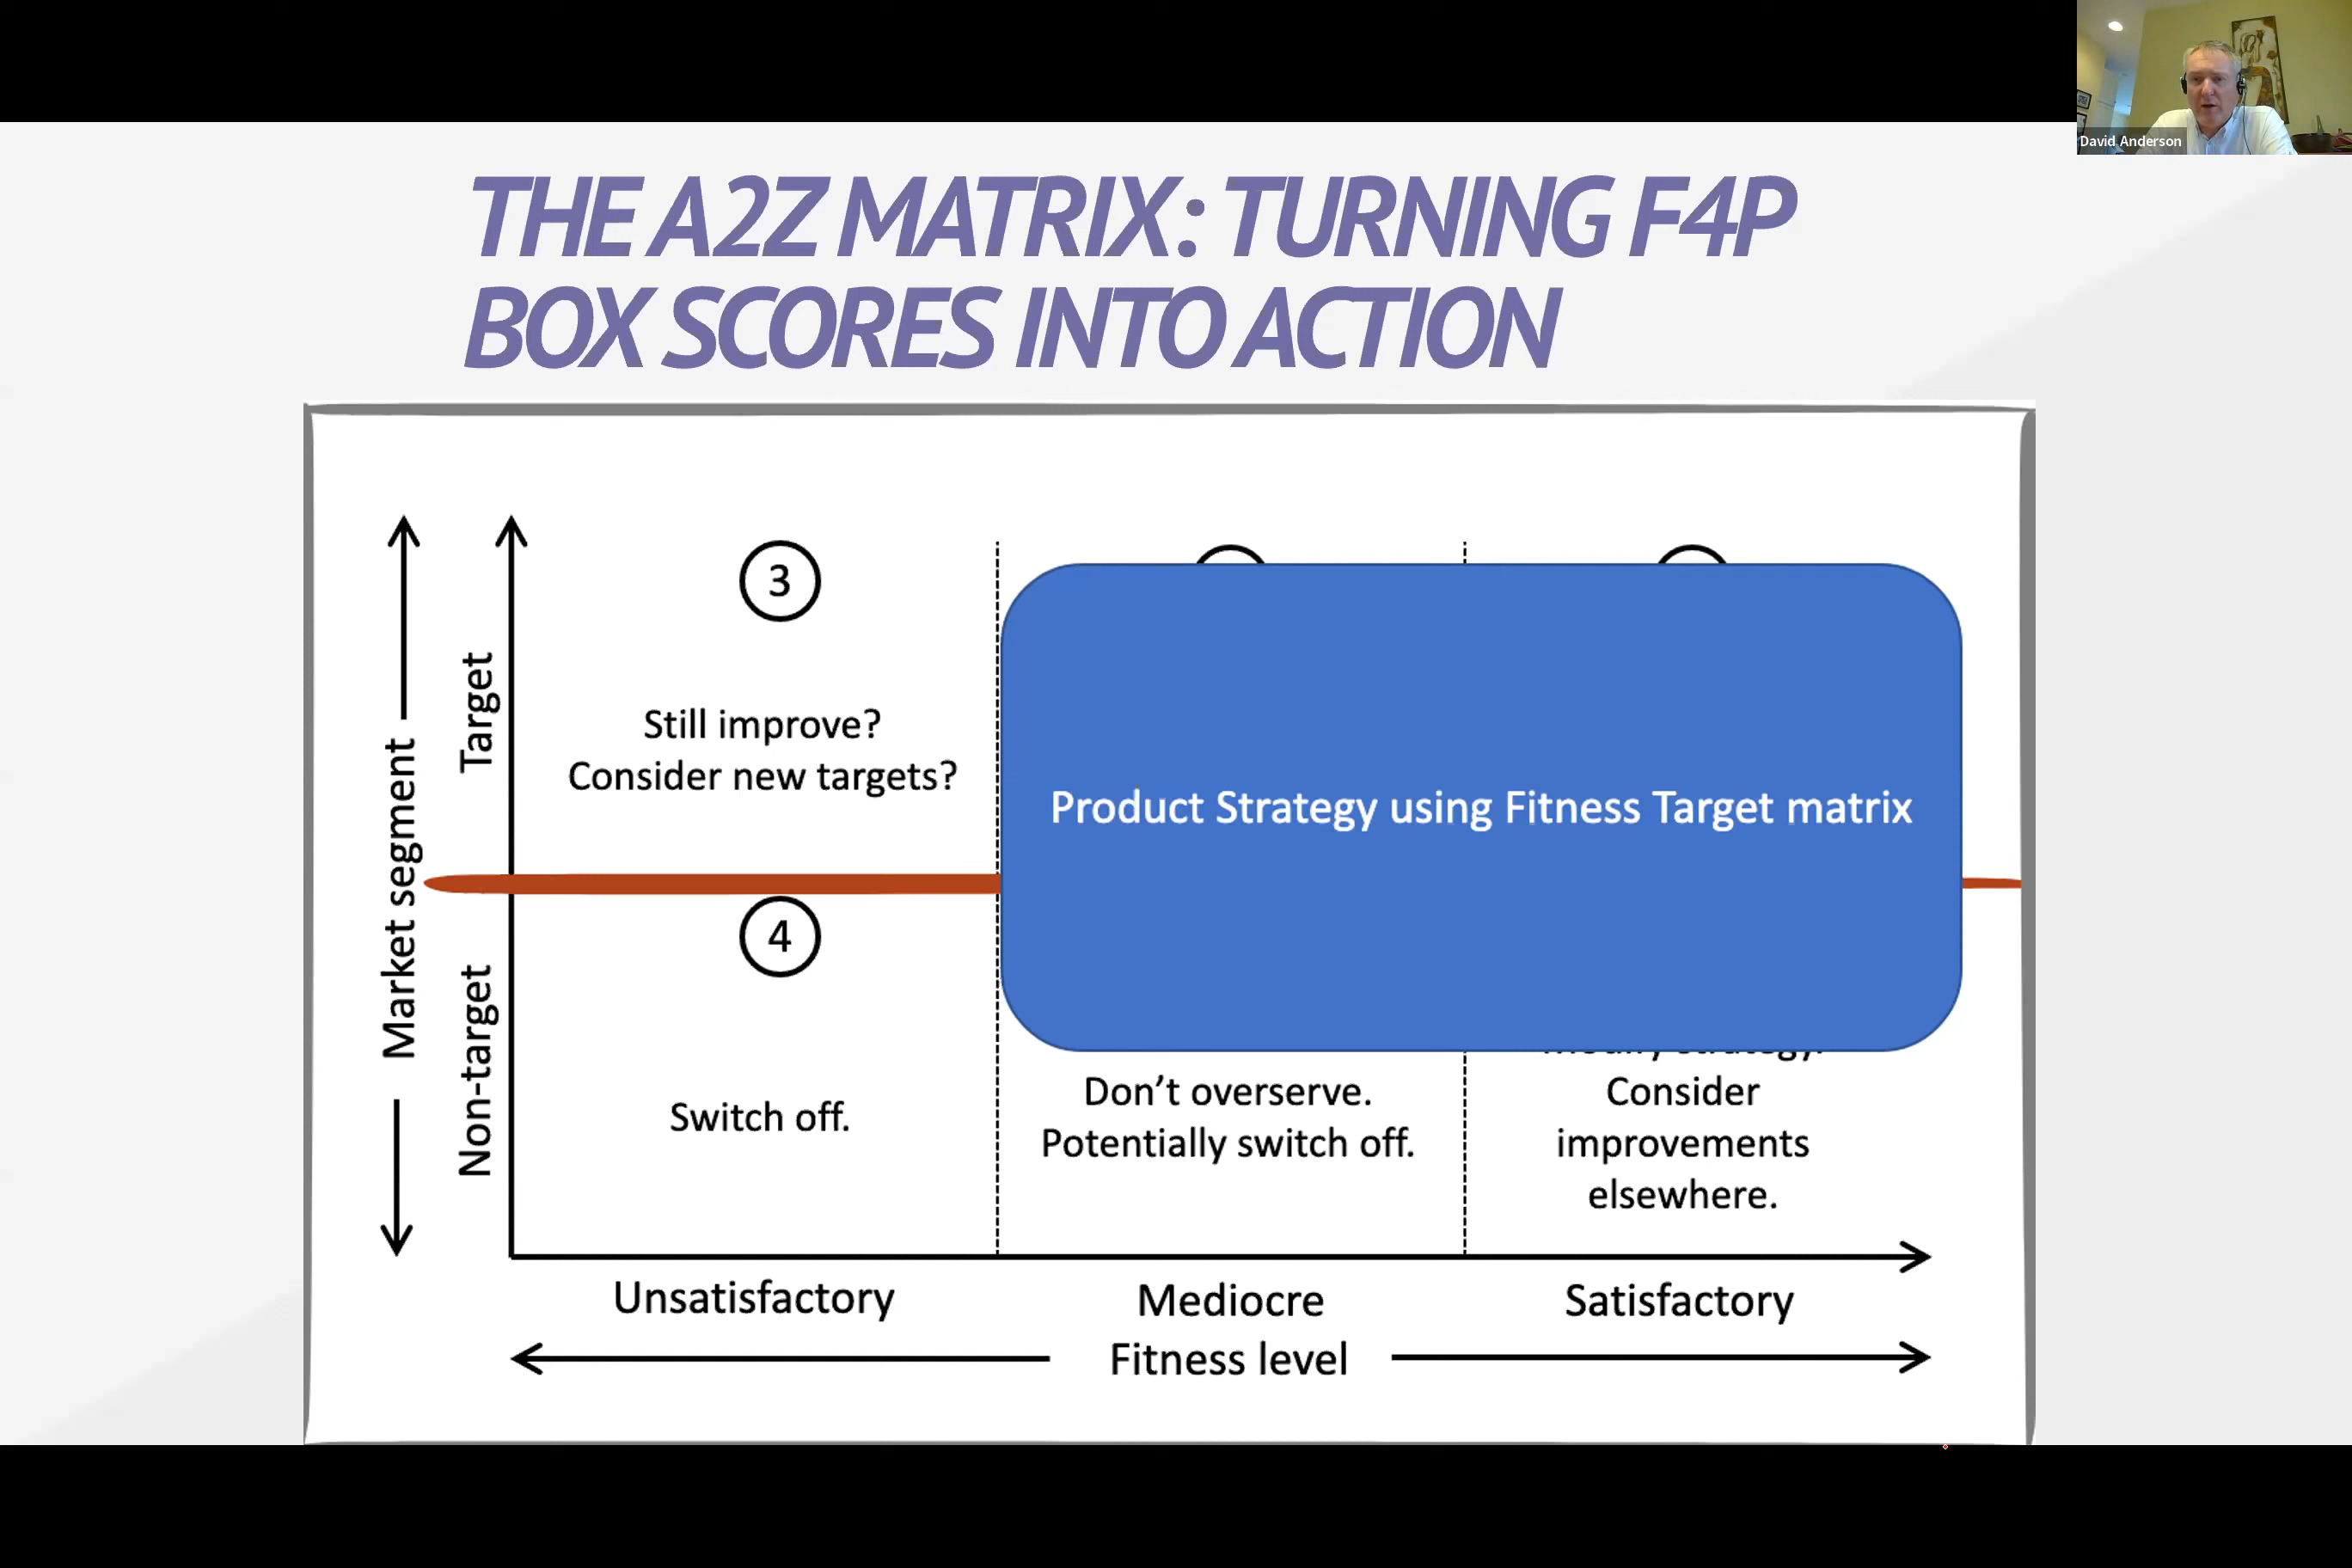 David Anderson
THE A2Z MATRIX: TURNING F4P
BOX SCORES INTO ACTION
3
Target
Still improve?
Consider new targets?
Product Strategy using Fitness Target matrix
Market segment
4
Non-target
Switch off.
Don't overserve.
Potentially switch off.
Consider
improvements
elsewhere.
Unsatisfactory
Mediocre
Satisfactory
Fitness level